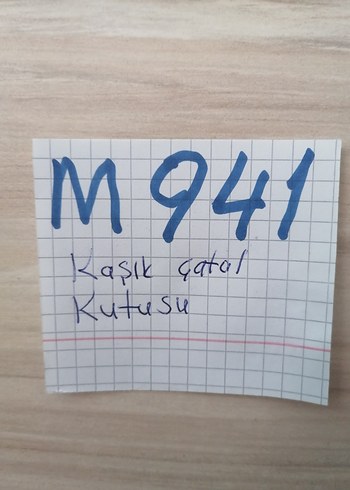 M 941
Kaşık çatal
Kutusu